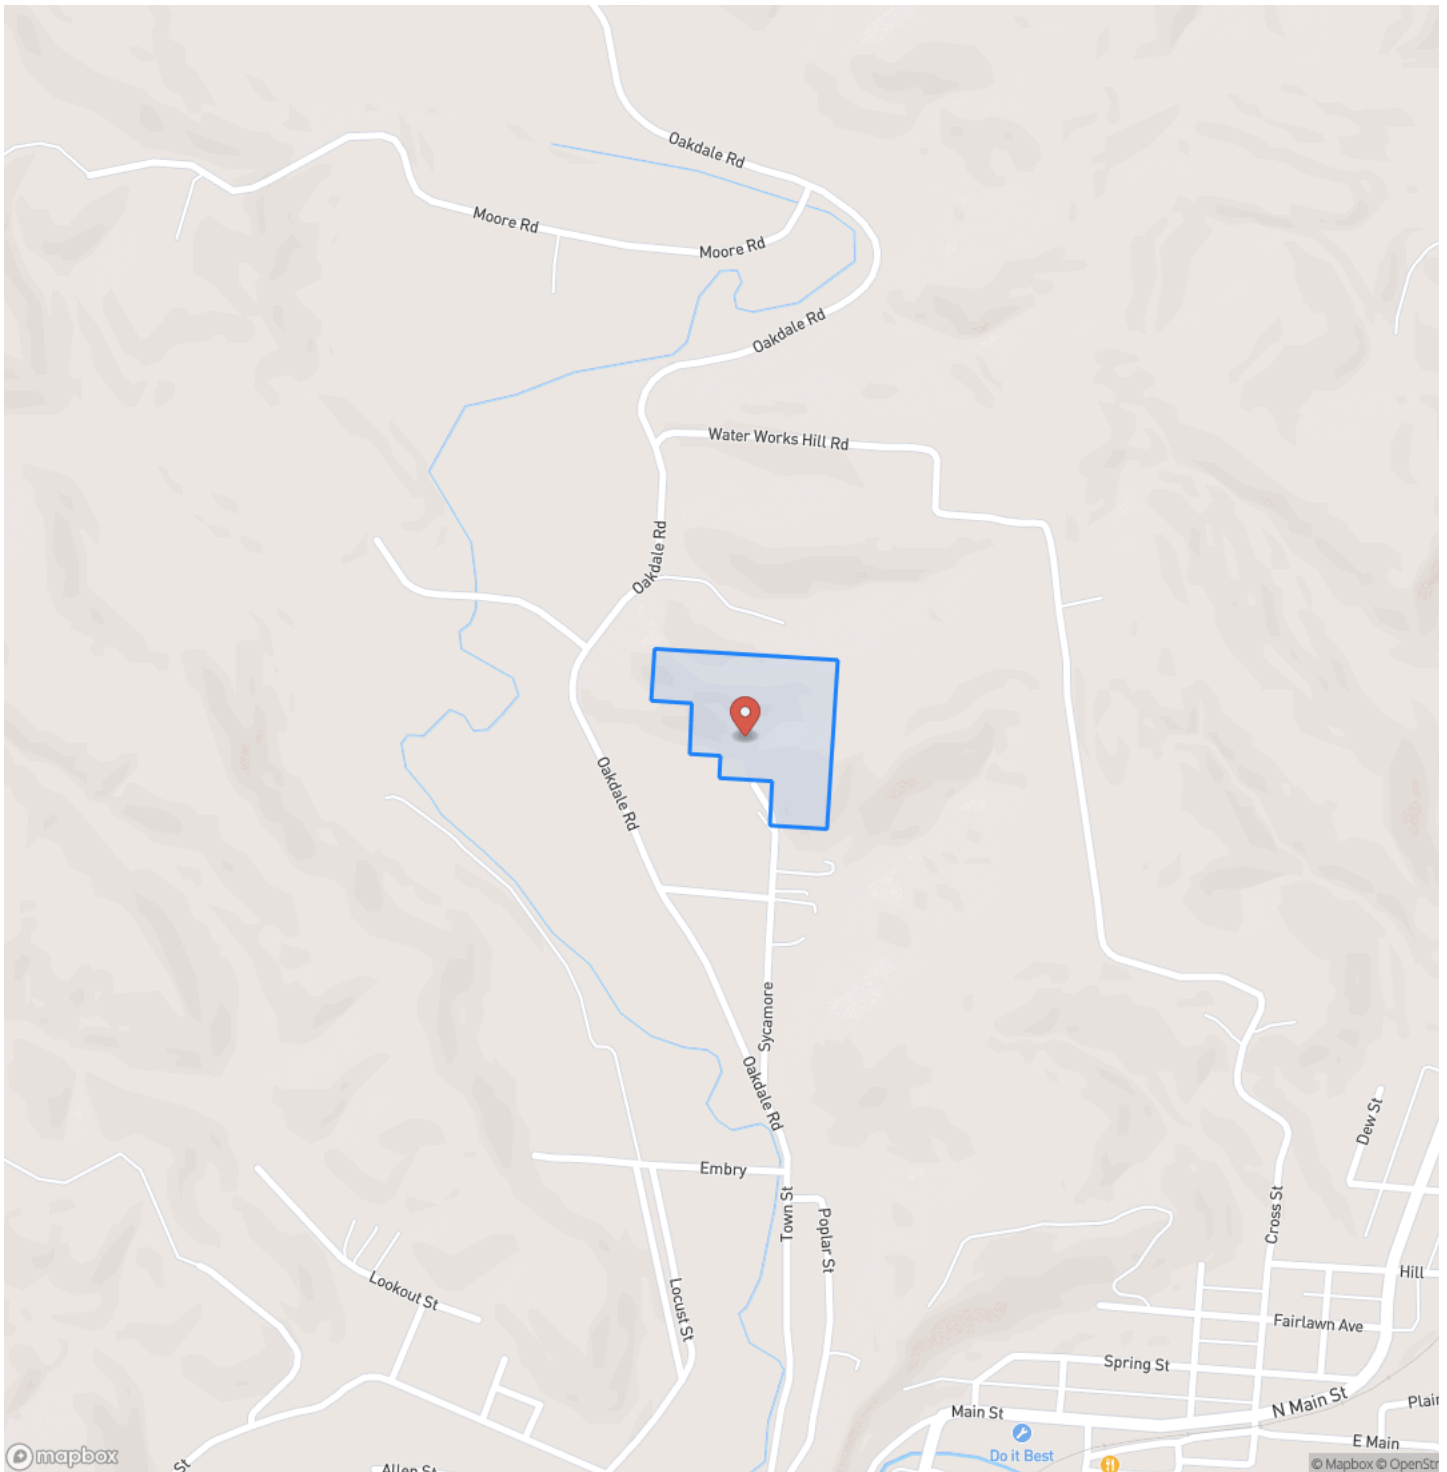 Oakdale Rd
Moore Rd
Moore Rd
Oakdale Rd
Water Works Hill Rd
Oakdale Rd
Oakdale Rd
Sycamore
Oakdale Rd
Dew St
Embry
Town St
Poplar St
Cross St
Hill
Lookout St
Locust St
Fairlawn Ave
Spring St
N Main St
Plai
Main St
E Main
Do it Best
mapbox
St
Allen St
© Mapbox © OpenStr